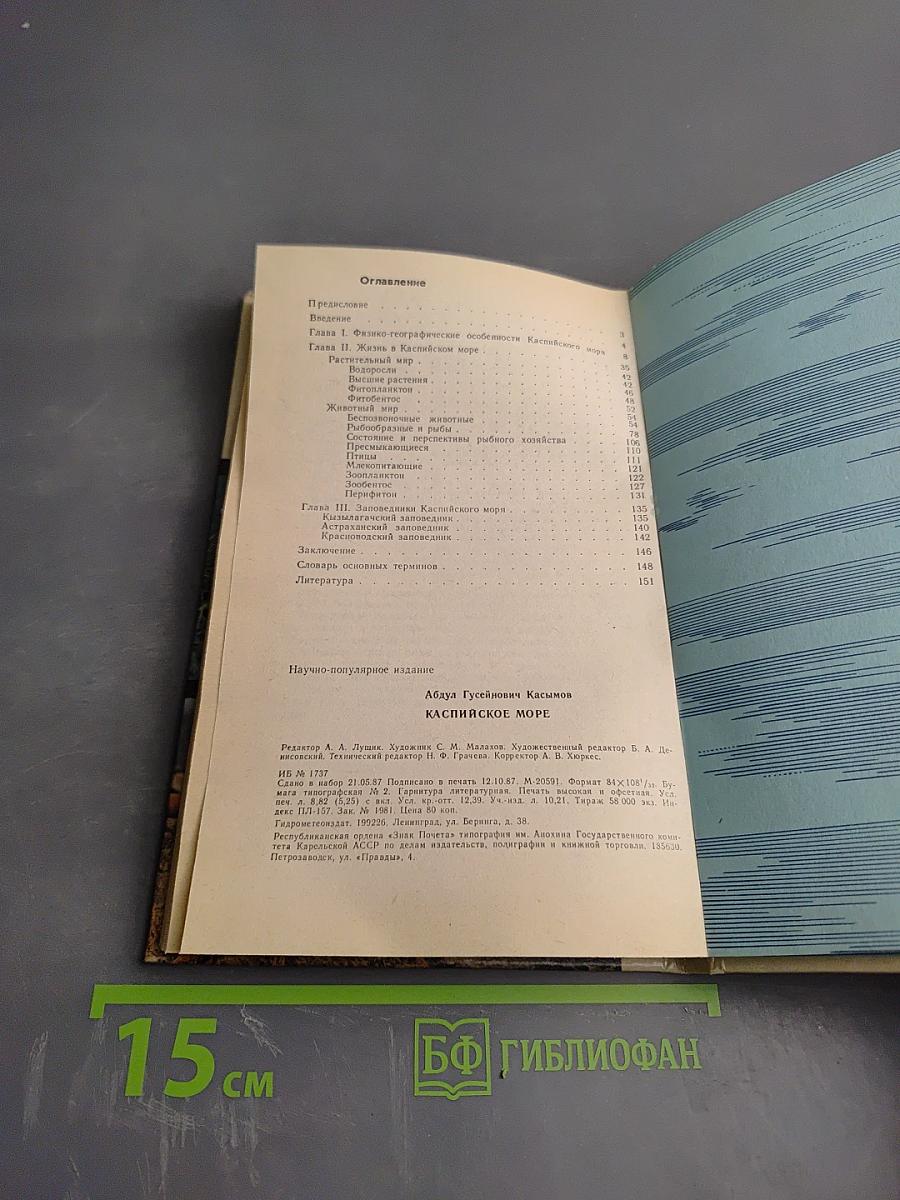 Оглавление
Предисловие . . . 3
Введение . . . 4
Глава I. Физико-географические особенности Каспийского моря 8
Глава II. Жизнь в Каспийском море . . . 35
Растительный мир . . . 42
Водоросли . . . 42
Высшие растения . . . 46
Фитопланктон . . . 48
Фитобентос . . . 52
Животный мир . . . 54
Беспозвоночные животные . . . 54
Рыбообразные и рыбы . . . 78
Состояние и перспективы рыбного хозяйства . . . 106
Пресмыкающиеся . . . 110
Птицы . . . 111
Млекопитающие . . . 121
Зоопланктон . . . 122
Зообентос . . . 127
Перифитон . . . 131
Глава III. Заповедники Каспийского моря . . . 135
Кызылагачский заповедник . . . 135
Астраханский заповедник . . . 140
Красноводский заповедник . . . 142
Заключение . . . 146
Словарь основных терминов . . . 148
Литература . . . 151
Научно-популярное издание
Абдул Гусейнович Касымов
КАСПИЙСКОЕ МОРЕ
Редактор А. А. Лущик. Художник С. М. Малахов. Художественный редактор Б. А. Де-
нисовский. Технический редактор Н. Ф. Грачева. Корректор А. В. Хюркес.
ИБ № 1737
Сдано в набор 21.05.87 Подписано в печать 12.10.87. М-20591. Формат 84×108¹/₃₂. Бу-
мага типографская № 2. Гарнитура литературная. Печать высокая и офсетная. Усл.
печ. л. 8,82 (5,25) с вкл. Усл. кр.-отт. 12,39. Уч.-изд. л. 10,21. Тираж 58 000 экз. Ин-
декс ПЛ-157. Зак. № 1981. Цена 80 коп.
Гидрометеоиздат. 199226. Ленинград, ул. Беринга, д. 38.
Республиканская ордена «Знак Почета» типография им. Анохина Государственного коми-
тета Карельской АССР по делам издательств, полиграфии и книжной торговли. 185630.
Петрозаводск, ул. «Правды», 4.
15 см
БФ ГИБЛИОФАН